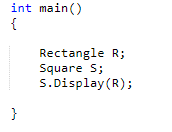 int main()
{
Rectangle R;
Square S;
S.Display(R);
}